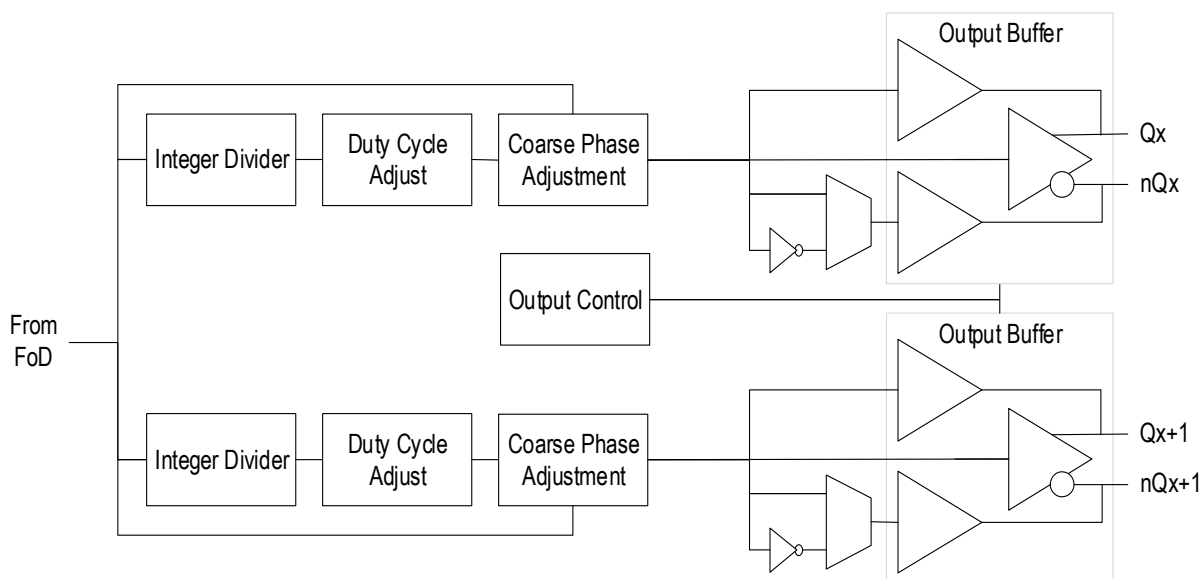 Output Buffer
Integer Divider
Duty Cycle
Adjust
Coarse Phase
Adjustment
Qx
nQx
Output Control
From
FoD
Output Buffer
Integer Divider
Duty Cycle
Adjust
Coarse Phase
Adjustment
Qx+1
nQx+1